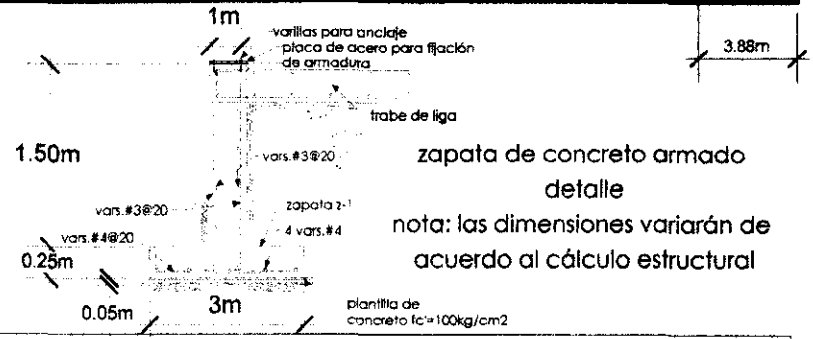 1m
varillas para anclaje
placa de acero para fijación
de armadura
3.88m
trabe de liga
1.50m
vars.#3@20
zapata de concreto armado
detalle
nota: las dimensiones variarán de
acuerdo al cálculo estructural
vars.#3@20
zapata z-1
vars.#4@20
4 vars.#4
0.25m
0.05m
3m
plantilla de
concreto fc'=100kg/cm2